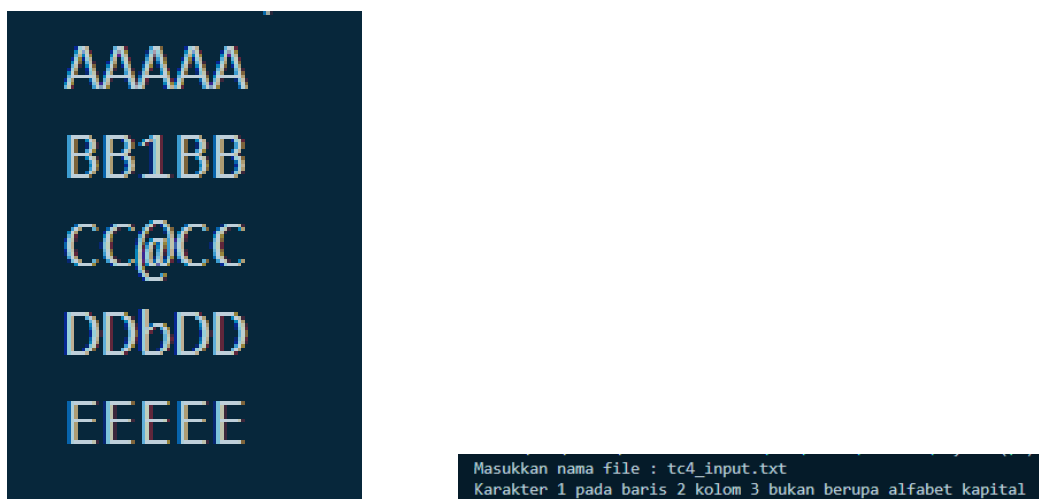 AAAAA
BB1BB
CC@CC
DDbDD
EEEEE
Masukkan nama file : tc4_input.txt
Karakter 1 pada baris 2 kolom 3 bukan berupa alfabet kapital